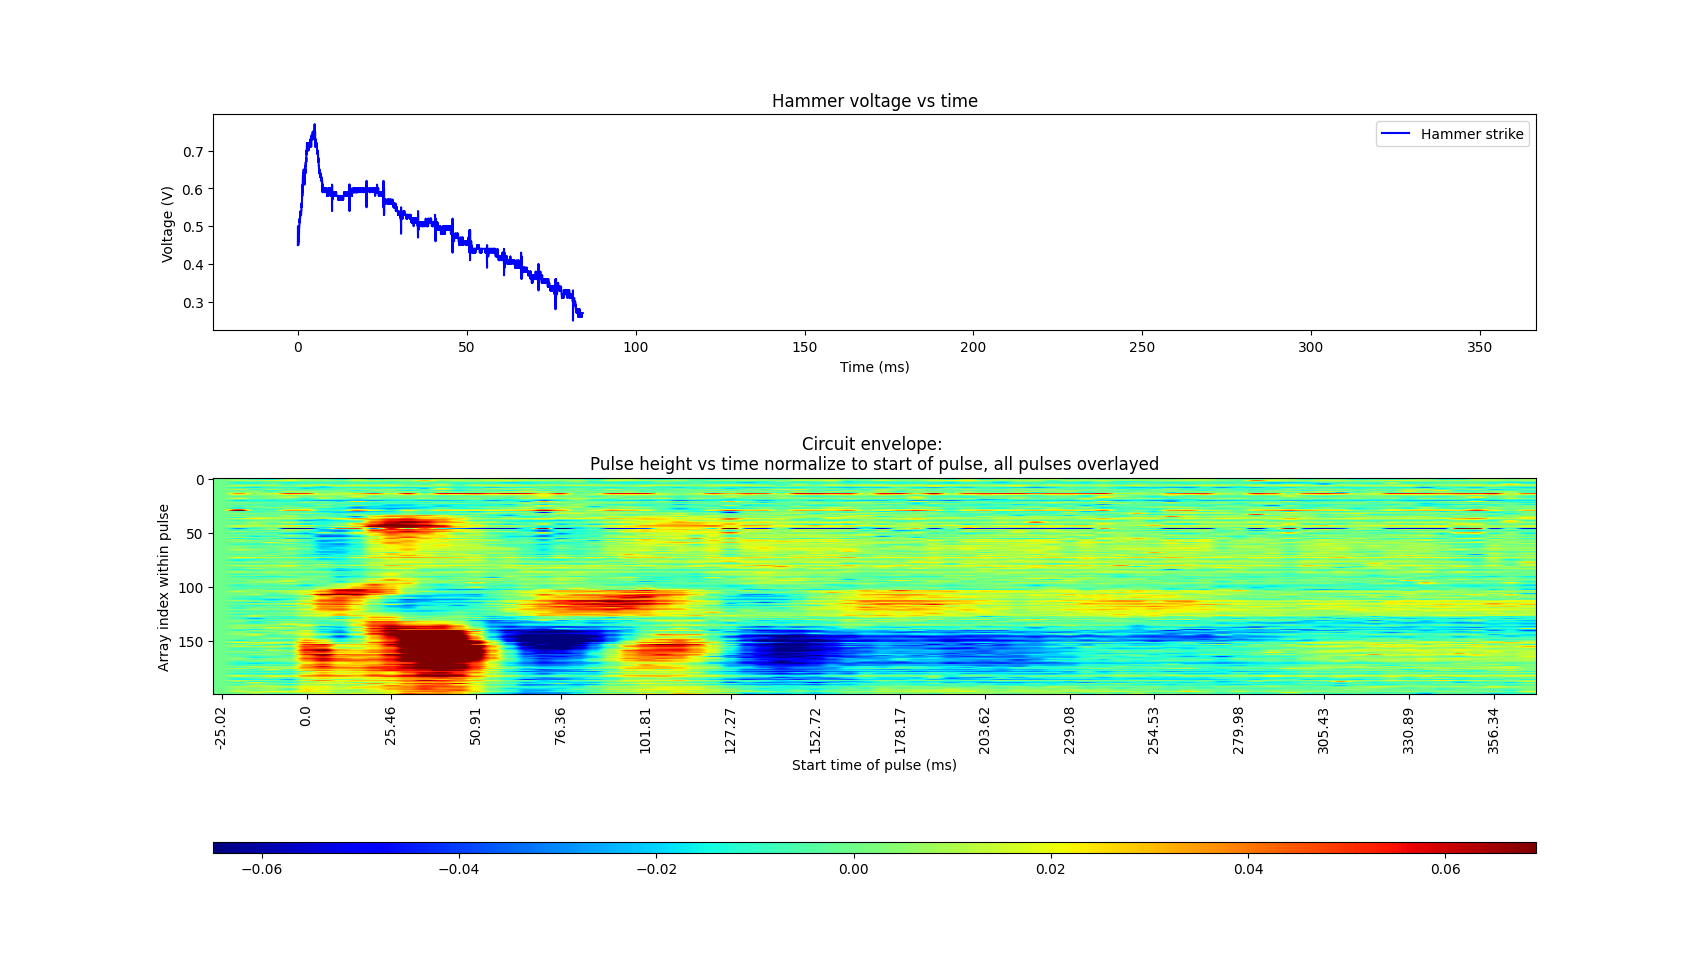 Hammer voltage vs time
Hammer strike
Voltage (V)
0.7
0.6
0.5
0.4
0.3
0 50 100 150 200 250 300 350
Time (ms)
Circuit envelope:
Pulse height vs time normalize to start of pulse, all pulses overlayed
Array index within pulse
0
50
100
150
-25.02 0.0 25.46 50.91 76.36 101.81 127.27 152.72 178.17 203.62 229.08 254.53 279.98 305.43 330.89 356.34
Start time of pulse (ms)
−0.06 −0.04 −0.02 0.00 0.02 0.04 0.06